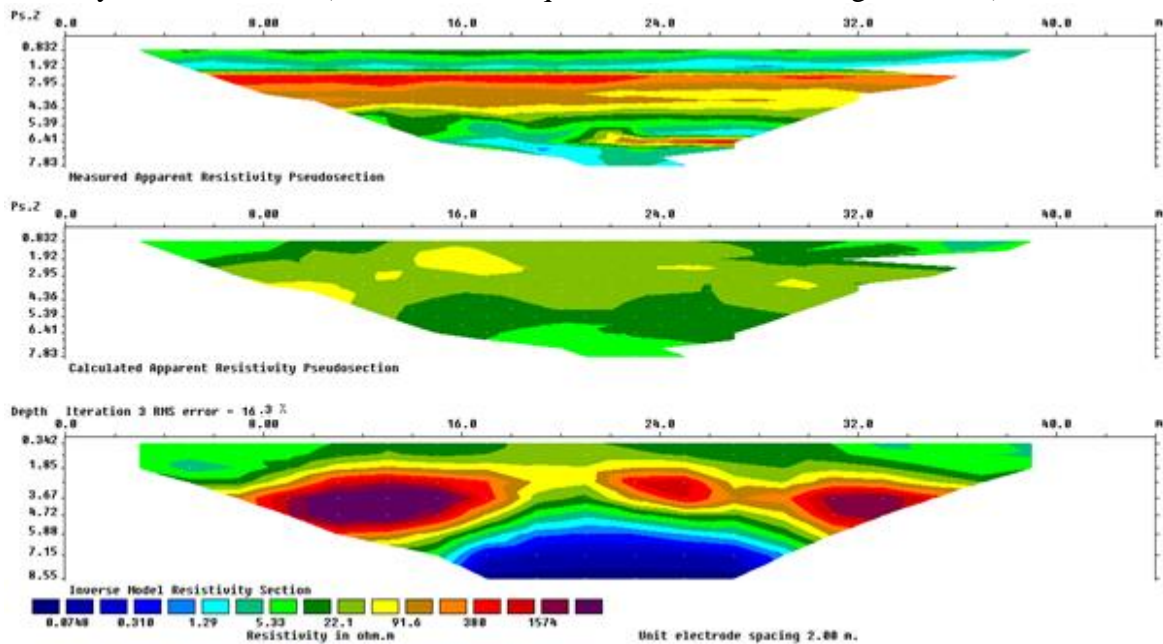 Ps.Z 0.0 8.00 16.0 24.0 32.0 40.0 m
0.832
1.92
2.95
4.36
5.39
6.41
7.83
Measured Apparent Resistivity Pseudosection
Ps.Z 0.0 8.00 16.0 24.0 32.0 40.0 m
0.832
1.92
2.95
4.36
5.39
6.41
7.83
Calculated Apparent Resistivity Pseudosection
Depth Iteration 3 RMS error = 16.3 %
0.0 8.00 16.0 24.0 32.0 40.0 m
0.342
1.85
3.67
4.72
5.88
7.15
8.55
Inverse Model Resistivity Section
0.0748 0.310 1.29 5.33 22.1 91.6 380 1574
Resistivity in ohm.m Unit electrode spacing 2.00 m.